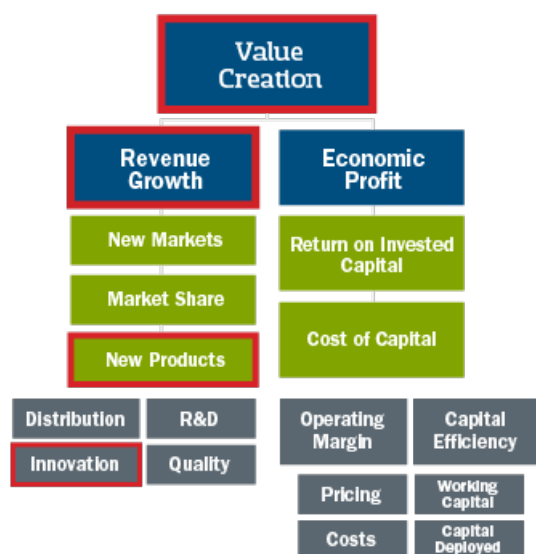 Value
Creation
Revenue
Growth
Economic
Profit
New Markets
Market Share
New Products
Return on Invested
Capital
Cost of Capital
Distribution
R&D
Innovation
Quality
Operating
Margin
Capital
Efficiency
Pricing
Working
Capital
Costs
Capital
Deployed